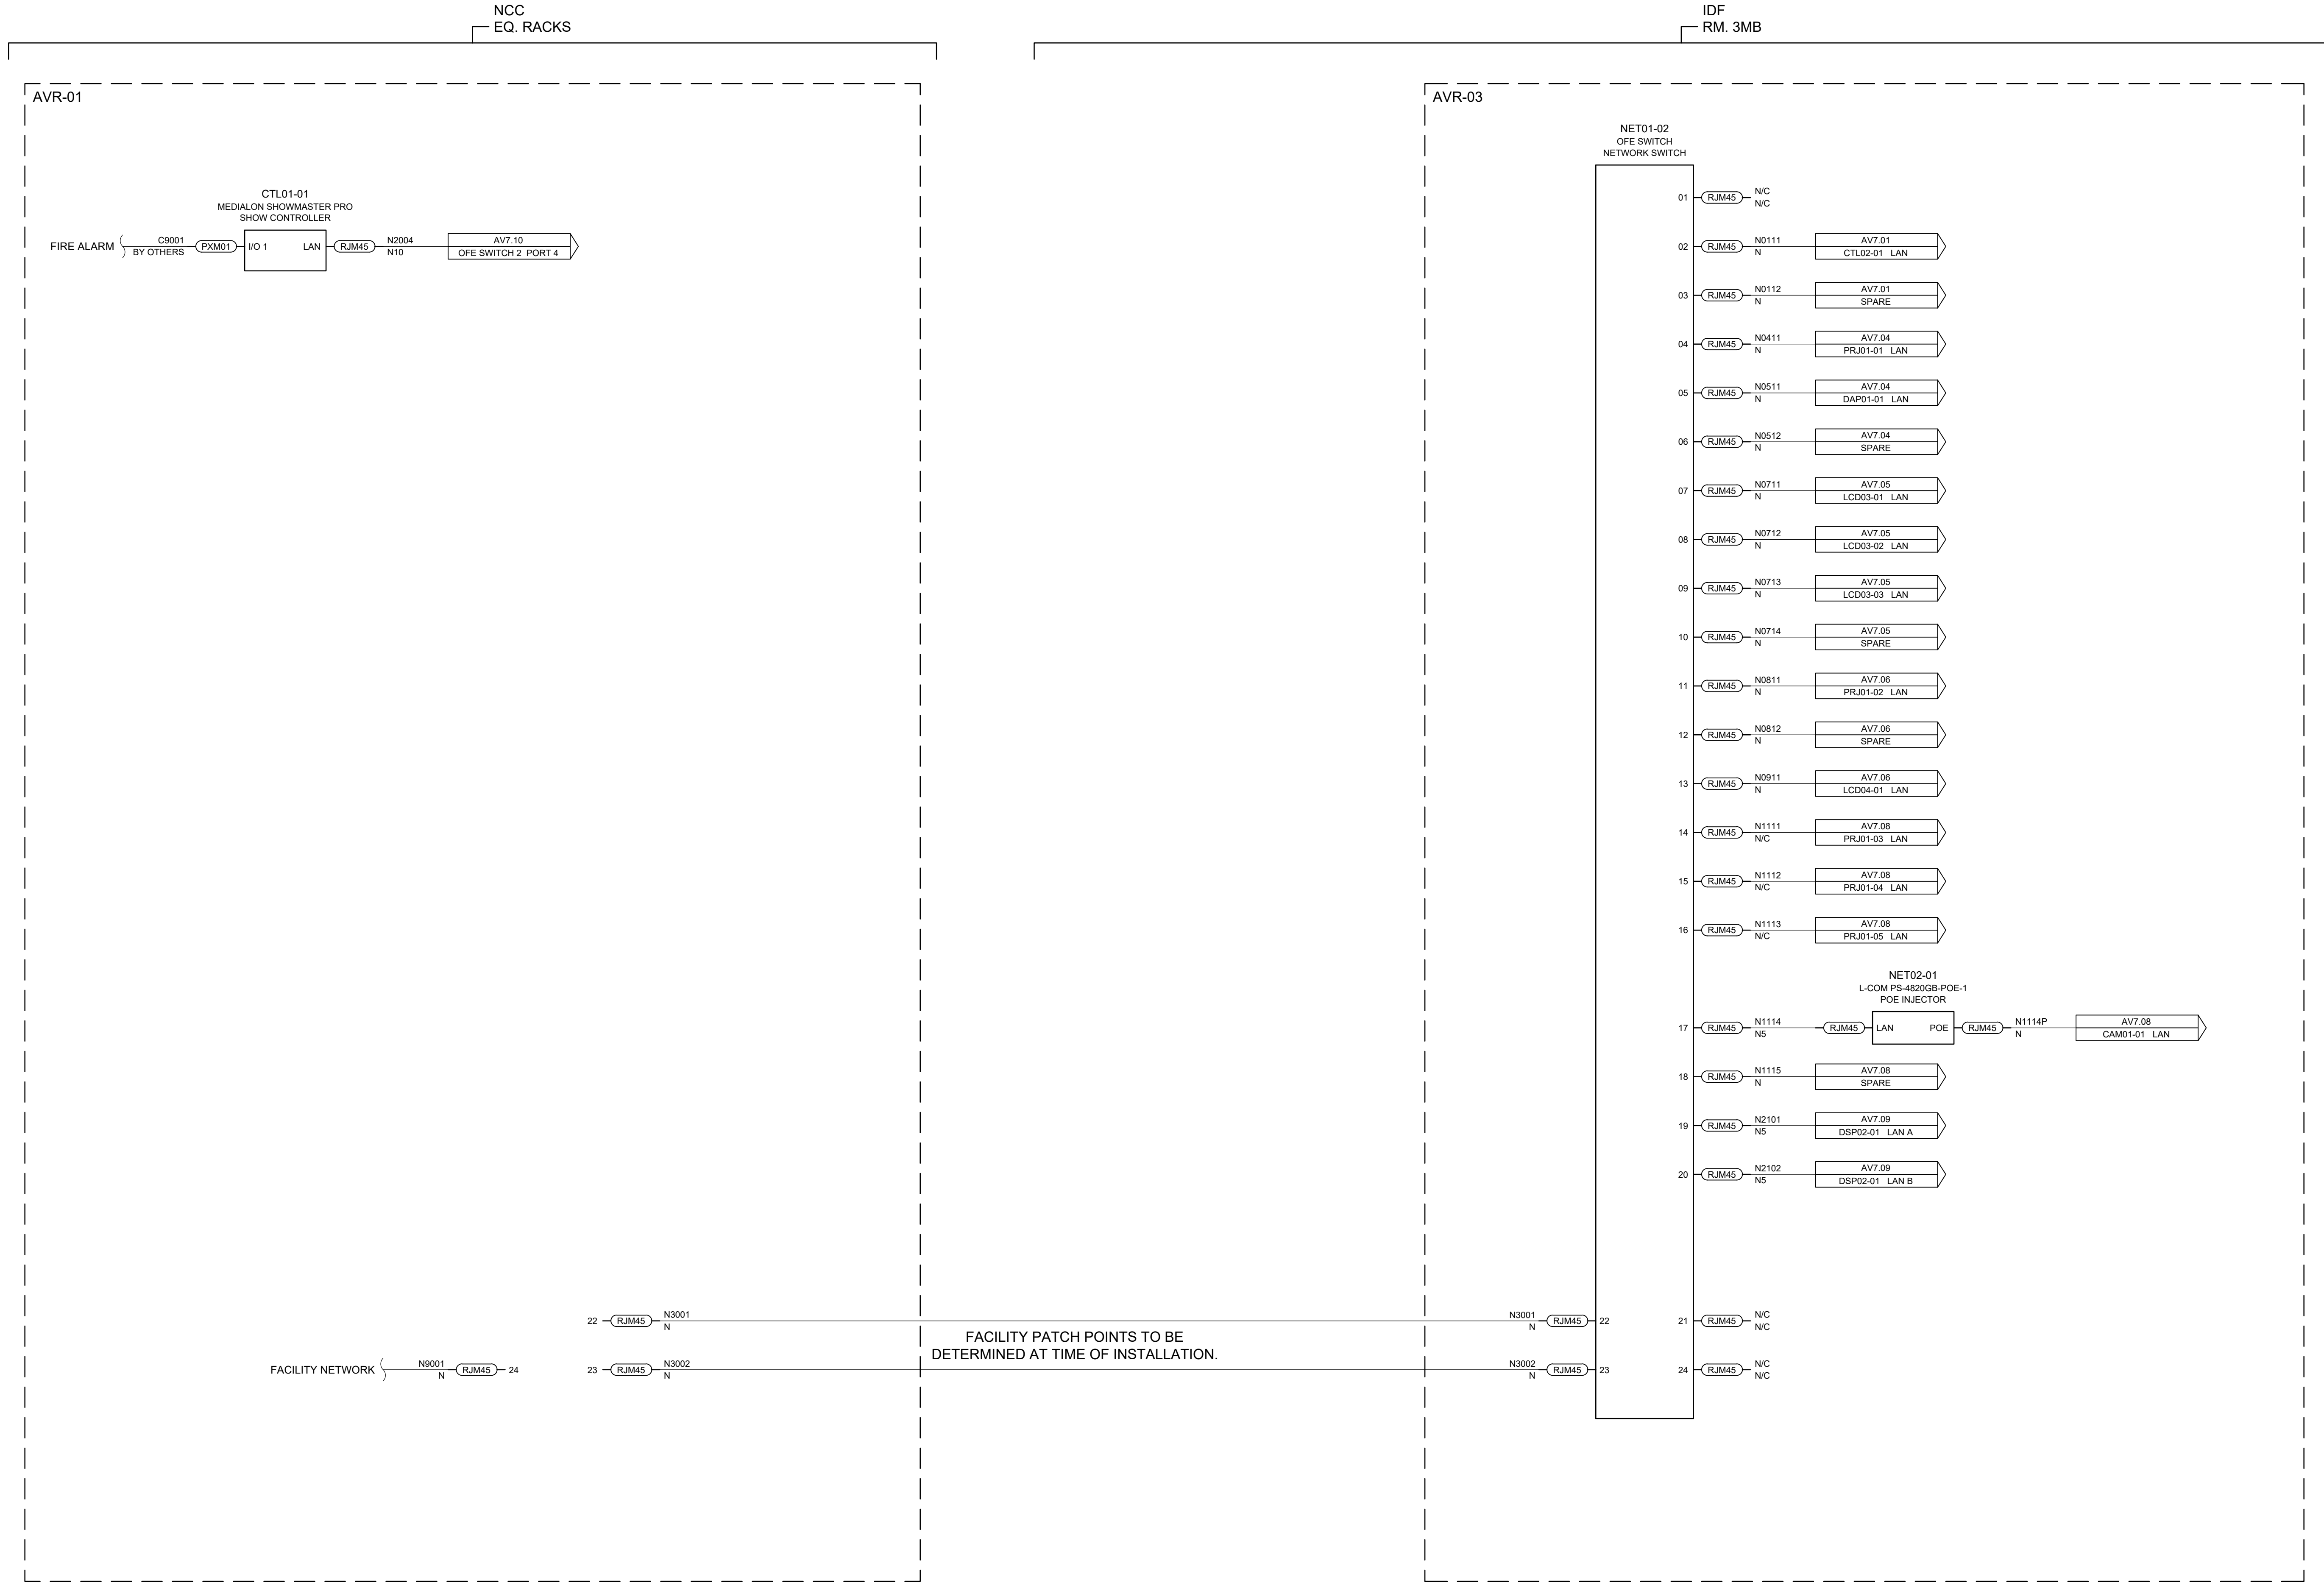 NCC
EQ. RACKS
IDF
RM. 3MB
AVR-01
CTL01-01
MEDIALON SHOWMASTER PRO
SHOW CONTROLLER
FIRE ALARM
C9001
BY OTHERS
PXM01
I/O 1
LAN
RJM45
N2004
N10
AV7.10
OFE SWITCH 2 PORT 4
22
RJM45
N3001
N
FACILITY NETWORK
N9001
N
RJM45
24
23
RJM45
N3002
N
FACILITY PATCH POINTS TO BE
DETERMINED AT TIME OF INSTALLATION.
AVR-03
NET01-02
OFE SWITCH
NETWORK SWITCH
01
RJM45
N/C
N/C
02
RJM45
N0111
N
AV7.01
CTL02-01 LAN
03
RJM45
N0112
N
AV7.01
SPARE
04
RJM45
N0411
N
AV7.04
PRJ01-01 LAN
05
RJM45
N0511
N
AV7.04
DAP01-01 LAN
06
RJM45
N0512
N
AV7.04
SPARE
07
RJM45
N0711
N
AV7.05
LCD03-01 LAN
08
RJM45
N0712
N
AV7.05
LCD03-02 LAN
09
RJM45
N0713
N
AV7.05
LCD03-03 LAN
10
RJM45
N0714
N
AV7.05
SPARE
11
RJM45
N0811
N
AV7.06
PRJ01-02 LAN
12
RJM45
N0812
N
AV7.06
SPARE
13
RJM45
N0911
N
AV7.06
LCD04-01 LAN
14
RJM45
N1111
N/C
AV7.08
PRJ01-03 LAN
15
RJM45
N1112
N/C
AV7.08
PRJ01-04 LAN
16
RJM45
N1113
N/C
AV7.08
PRJ01-05 LAN
NET02-01
L-COM PS-4820GB-POE-1
POE INJECTOR
17
RJM45
N1114
N5
RJM45
LAN
POE
RJM45
N1114P
N
AV7.08
CAM01-01 LAN
18
RJM45
N1115
N
AV7.08
SPARE
19
RJM45
N2101
N5
AV7.09
DSP02-01 LAN A
20
RJM45
N2102
N5
AV7.09
DSP02-01 LAN B
N3001
N
RJM45
22
21
RJM45
N/C
N/C
N3002
N
RJM45
23
24
RJM45
N/C
N/C